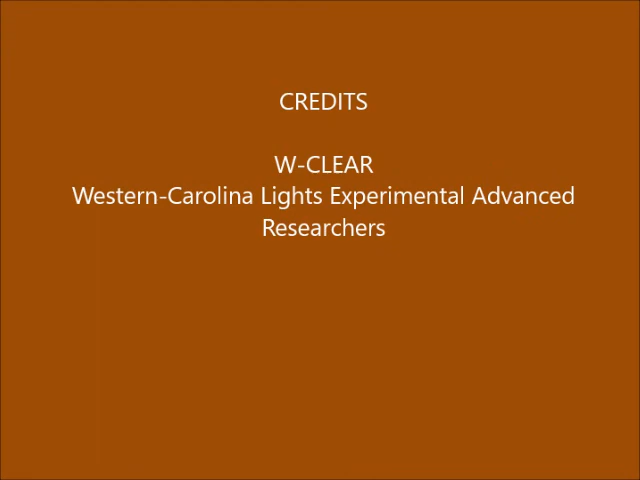 CREDITS
W-CLEAR
Western-Carolina Lights Experimental Advanced
Researchers